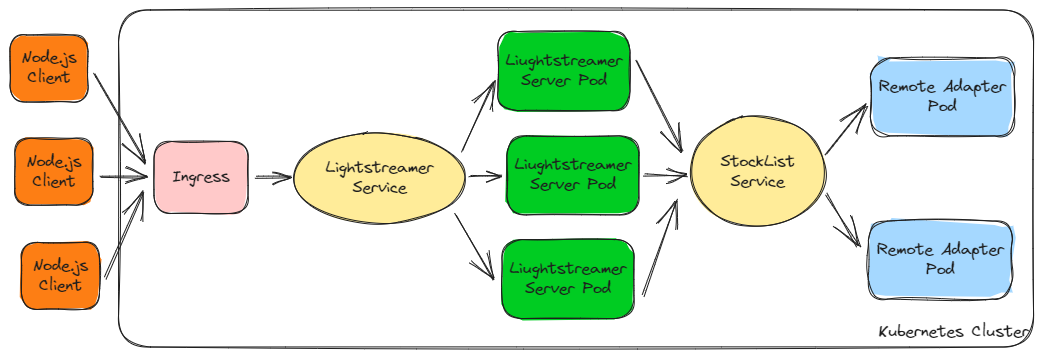 Node.js
Client
Node.js
Client
Node.js
Client
Ingress
Lightstreamer
Service
Liughtstreamer
Server Pod
Liughtstreamer
Server Pod
Liughtstreamer
Server Pod
StockList
Service
Remote Adapter
Pod
Remote Adapter
Pod
Kubernetes Cluster